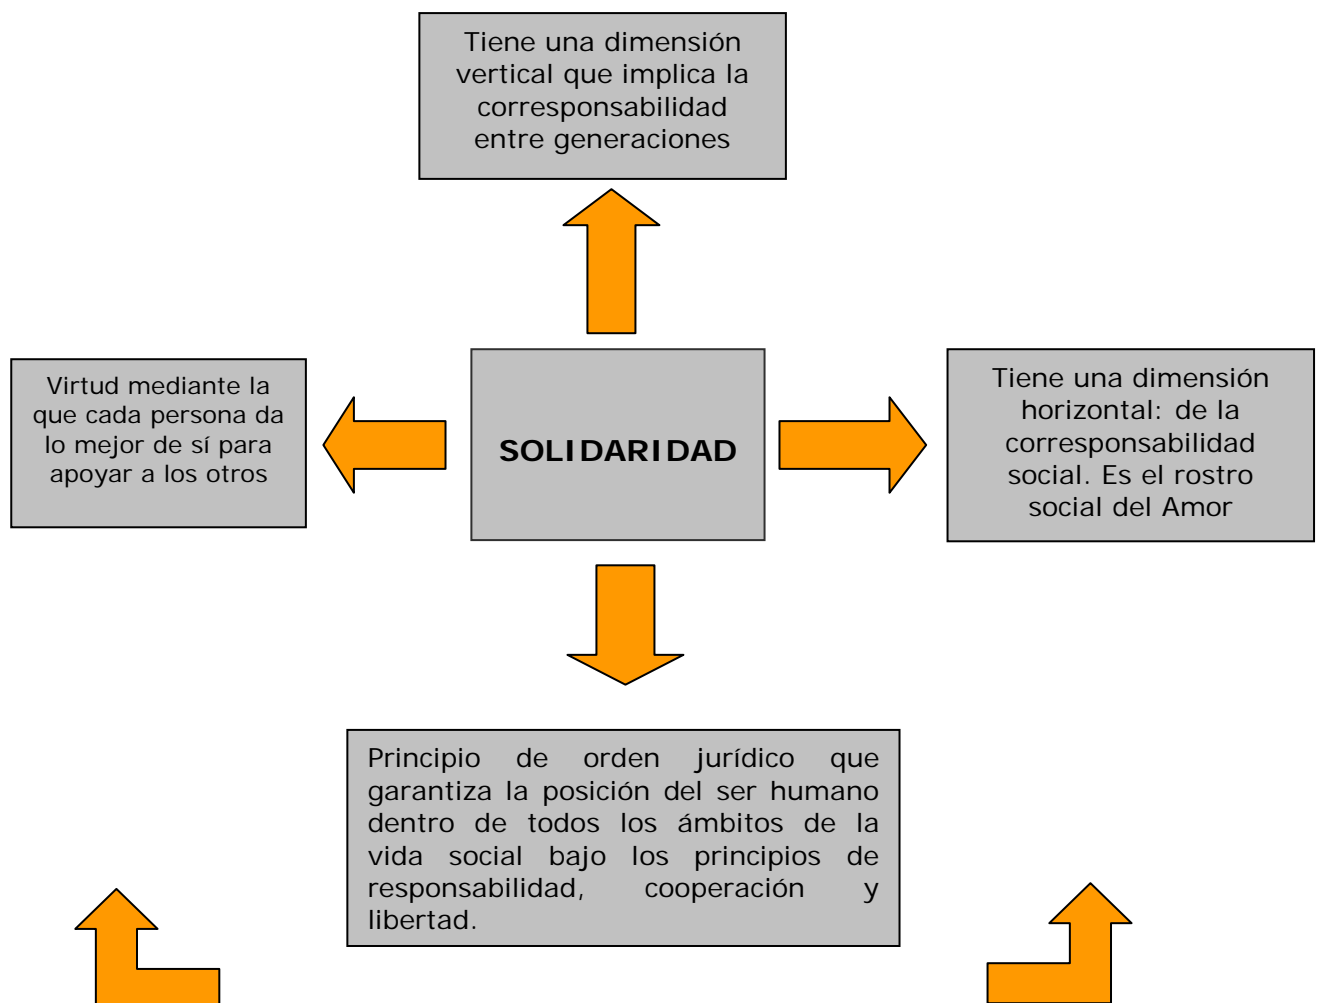 Tiene una dimensión
vertical que implica la
corresponsabilidad
entre generaciones
Virtud mediante la
que cada persona da
lo mejor de sí para
apoyar a los otros
SOLIDARIDAD
Tiene una dimensión
horizontal: de la
corresponsabilidad
social. Es el rostro
social del Amor
Principio de orden jurídico que
garantiza la posición del ser humano
dentro de todos los ámbitos de la
vida social bajo los principios de
responsabilidad, cooperación y
libertad.